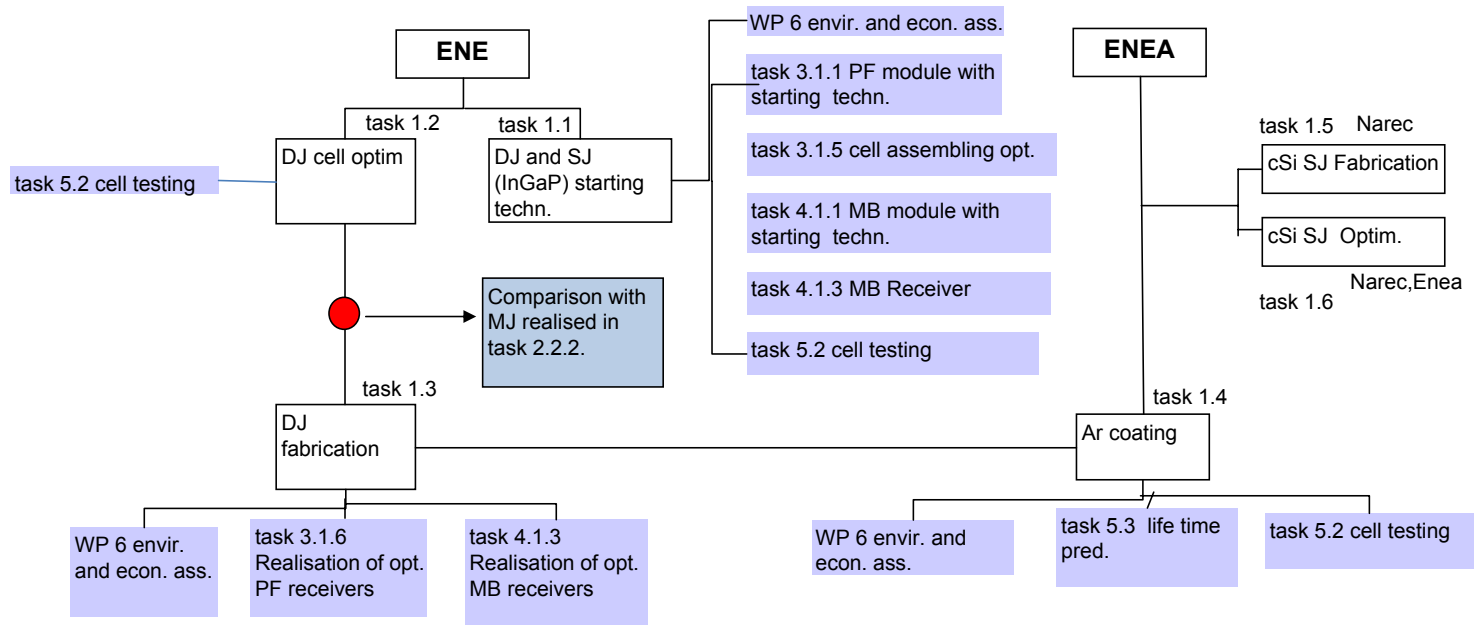 ENE
ENEA
WP 6 envir. and econ. ass.
task 3.1.1 PF module with
starting techn.
task 3.1.5 cell assembling opt.
task 4.1.1 MB module with
starting techn.
task 4.1.3 MB Receiver
task 5.2 cell testing
task 1.2
task 1.1
DJ cell optim
DJ and SJ
(InGaP) starting
techn.
task 5.2 cell testing
task 1.5 Narec
cSi SJ Fabrication
cSi SJ Optim.
Narec,Enea
task 1.6
Comparison with
MJ realised in
task 2.2.2.
task 1.3
DJ
fabrication
task 1.4
Ar coating
WP 6 envir.
and econ. ass.
task 3.1.6
Realisation of opt.
PF receivers
task 4.1.3
Realisation of opt.
MB receivers
WP 6 envir. and
econ. ass.
task 5.3 life time
pred.
task 5.2 cell testing